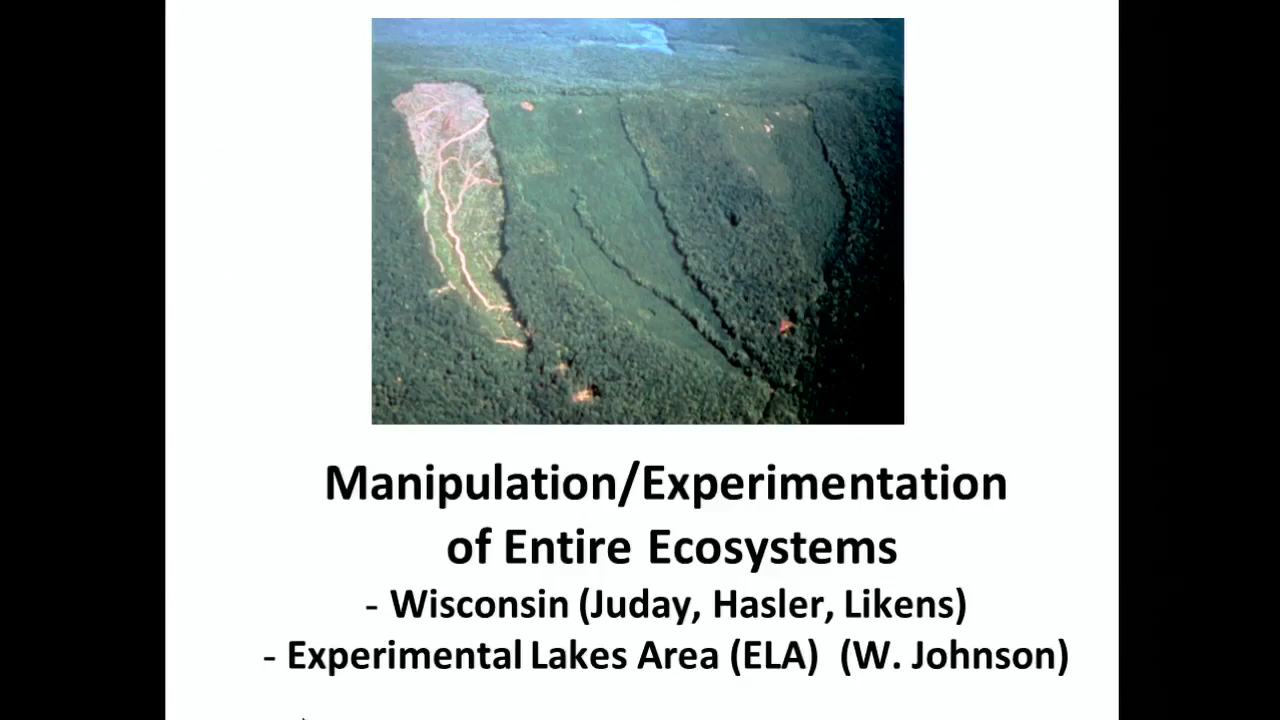 Manipulation/Experimentation
of Entire Ecosystems
- Wisconsin (Juday, Hasler, Likens)
- Experimental Lakes Area (ELA)  (W. Johnson)